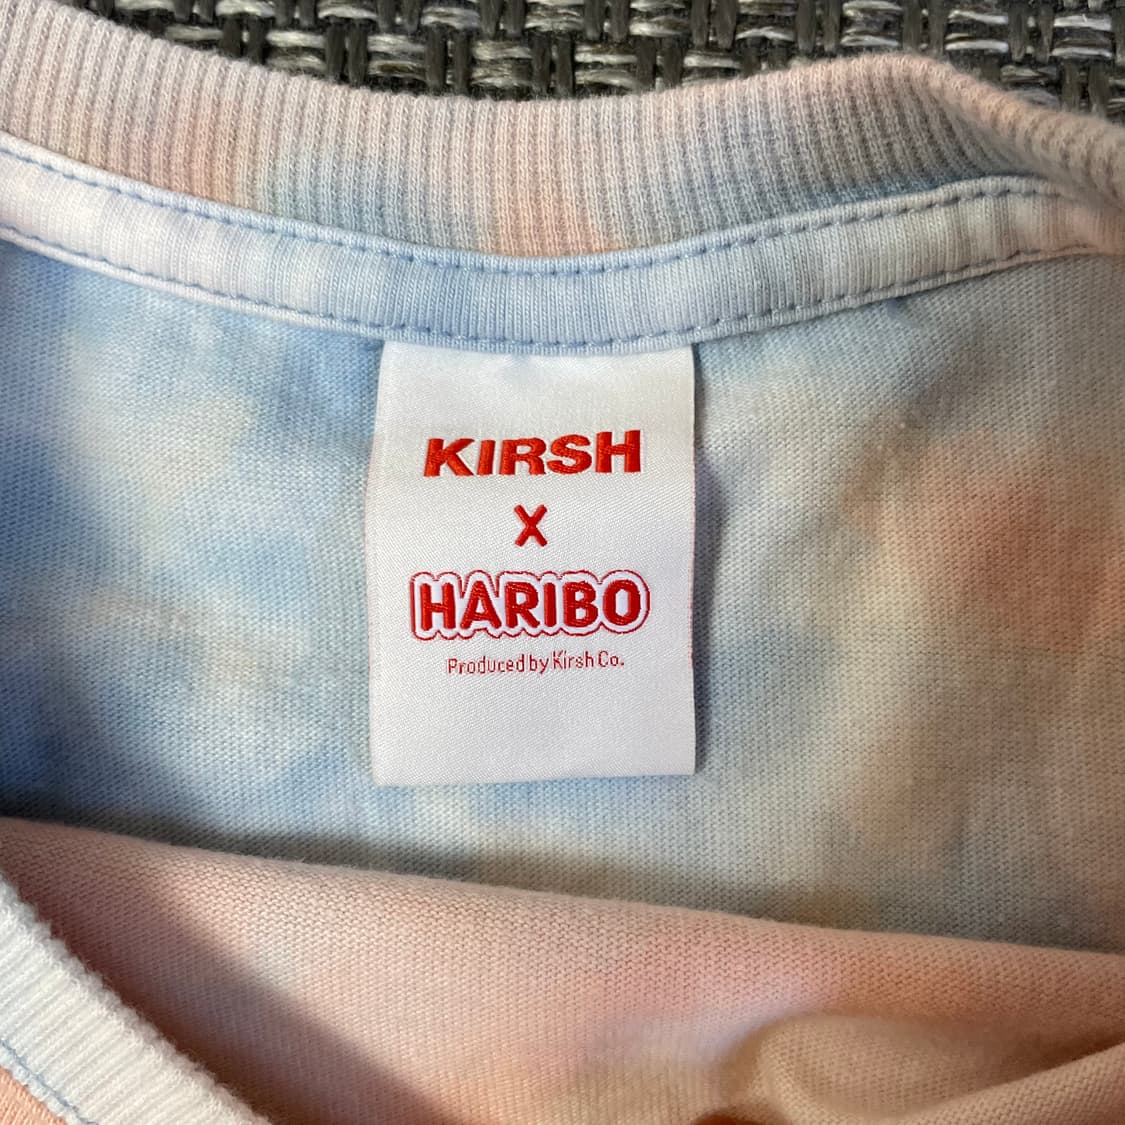 KIRSH
X
HARIBO
Produced by Kirsh Co.